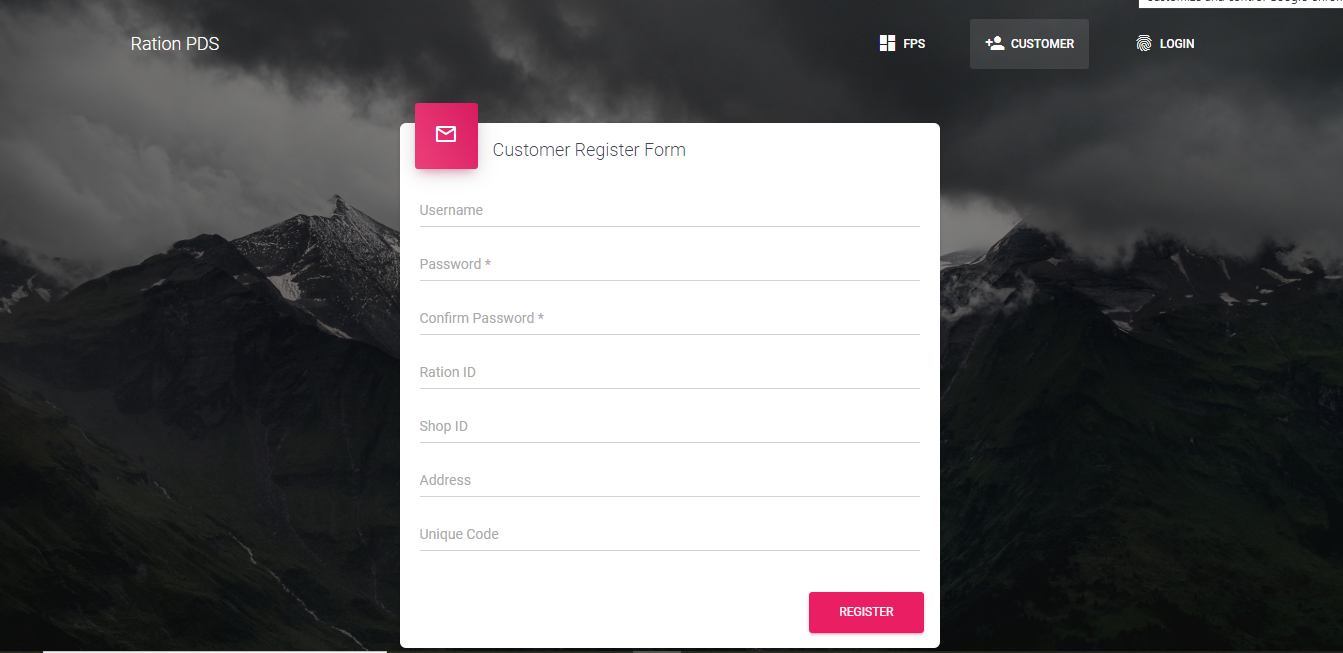 Ration PDS
FPS
CUSTOMER
LOGIN
Customer Register Form
Username
Password *
Confirm Password *
Ration ID
Shop ID
Address
Unique Code
REGISTER